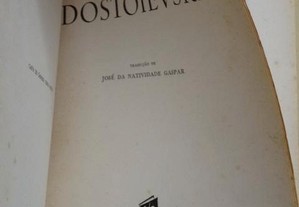 DOSTOIEVSKI
TRADUÇÃO DE
JOSÉ DA NATIVIDADE GASPAR